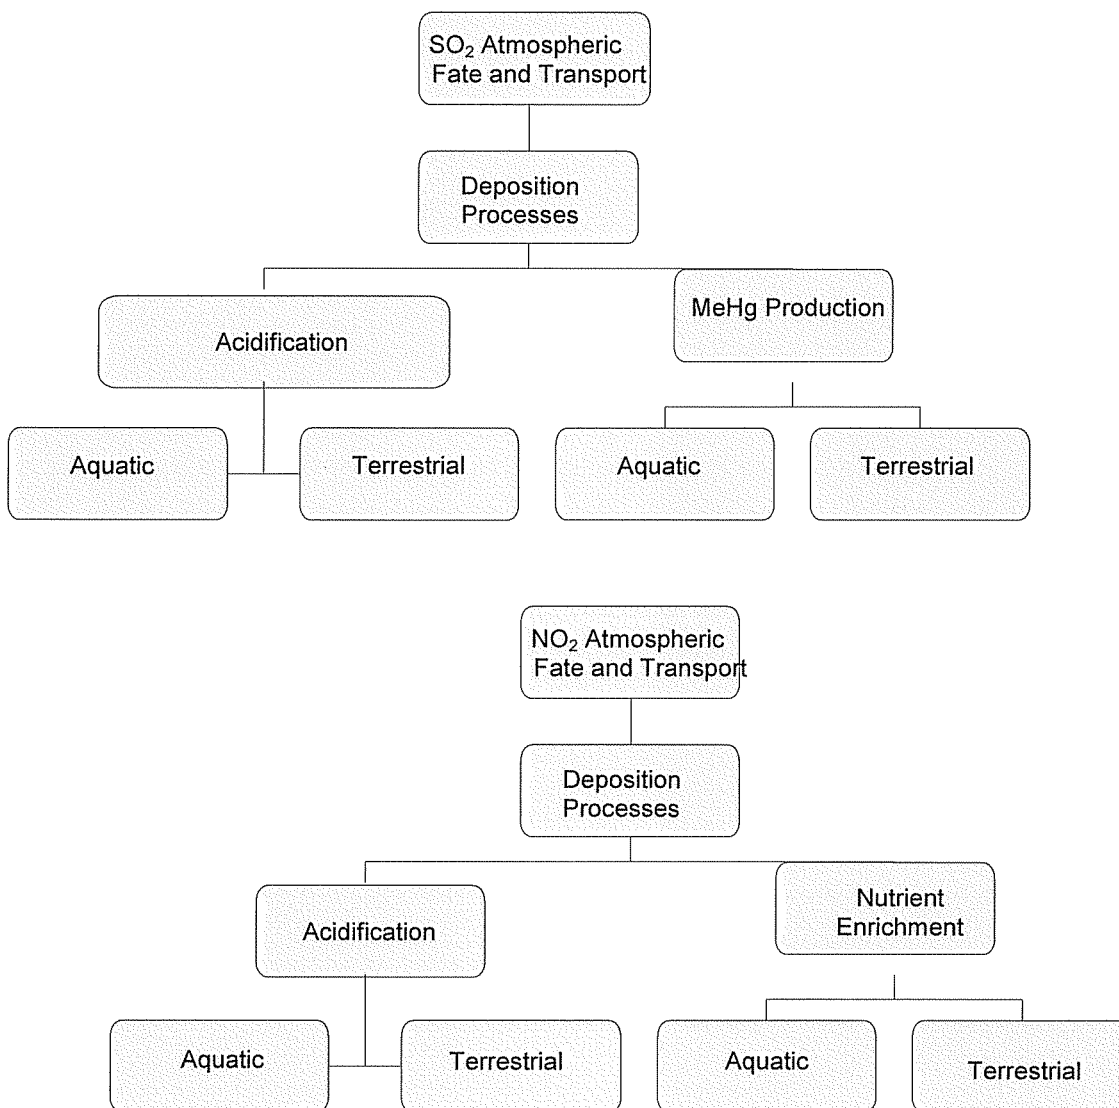 SO₂ Atmospheric
Fate and Transport
Deposition
Processes
Acidification
MeHg Production
Aquatic
Terrestrial
Aquatic
Terrestrial
NO₂ Atmospheric
Fate and Transport
Deposition
Processes
Acidification
Nutrient
Enrichment
Aquatic
Terrestrial
Aquatic
Terrestrial